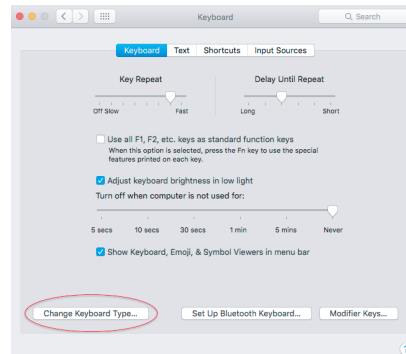 Keyboard
Search
Keyboard Text Shortcuts Input Sources
Key Repeat
Delay Until Repeat
Off Slow Fast
Long Short
Use all F1, F2, etc. keys as standard function keys
When this option is selected, press the Fn key to use the special
features printed on each key.
Adjust keyboard brightness in low light
Turn off when computer is not used for:
5 secs 10 secs 30 secs 1 min 5 mins Never
Show Keyboard, Emoji, & Symbol Viewers in menu bar
Change Keyboard Type... Set Up Bluetooth Keyboard... Modifier Keys...
?